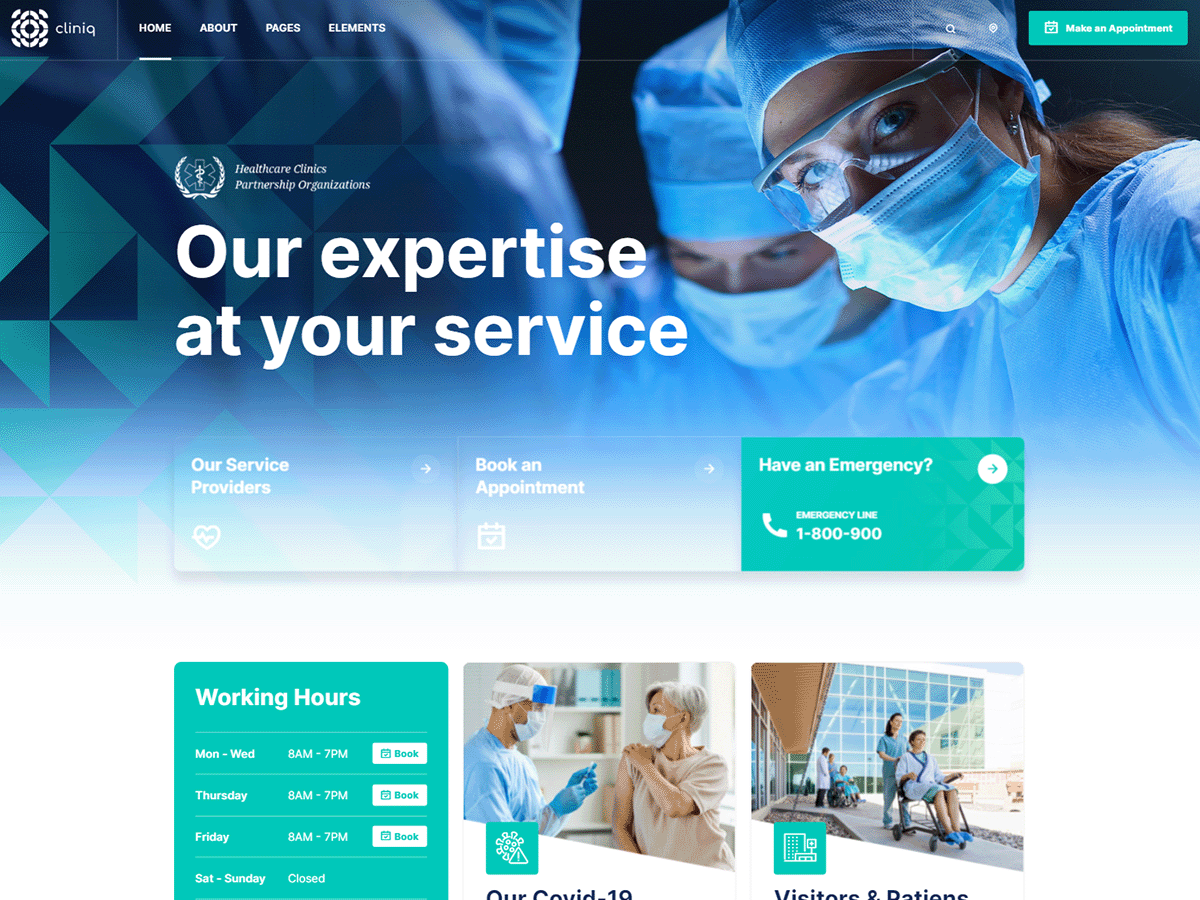 cliniq
HOME
ABOUT
PAGES
ELEMENTS
Make an Appointment
Healthcare Clinics
Partnership Organizations
Our expertise
at your service
Our Service
Providers
Book an
Appointment
Have an Emergency?
EMERGENCY LINE
1-800-900
Working Hours
Mon - Wed 8AM - 7PM Book
Thursday 8AM - 7PM Book
Friday 8AM - 7PM Book
Sat - Sunday Closed
Our Covid-19
Visitors & Patiens